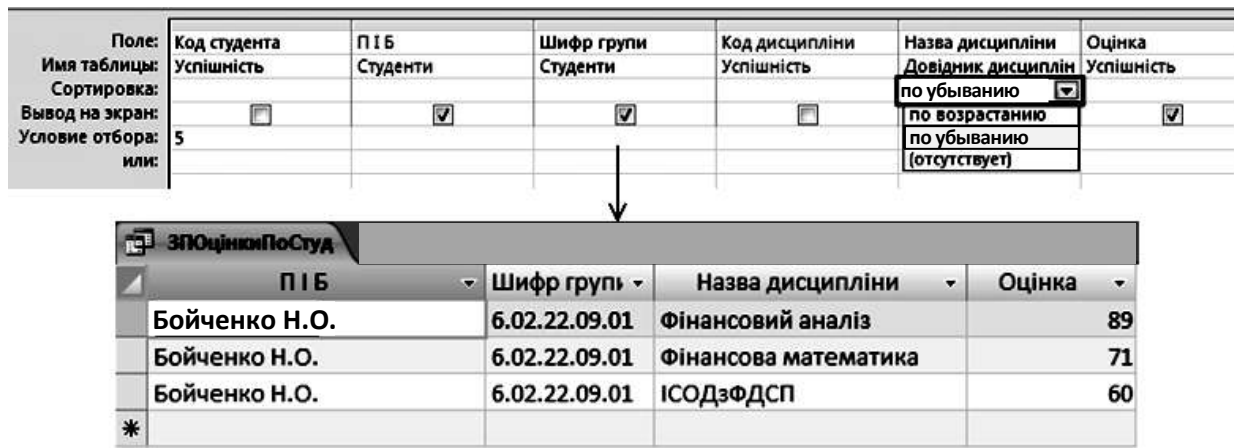 Поле: Код студента П І Б Шифр групи Код дисципліни Назва дисципліни Оцінка
Имя таблицы: Успішність Студенти Студенти Успішність Довідник дисциплін Успішність
Сортировка: по убыванию
Вывод на экран: по возрастанию
Условие отбора: 5 по убыванию
или: (отсутствует)
ЗПОцінкиПоСтуд
П І Б Шифр групи Назва дисципліни Оцінка
Бойченко Н.О. 6.02.22.09.01 Фінансовий аналіз 89
Бойченко Н.О. 6.02.22.09.01 Фінансова математика 71
Бойченко Н.О. 6.02.22.09.01 ІСОДзФДСП 60